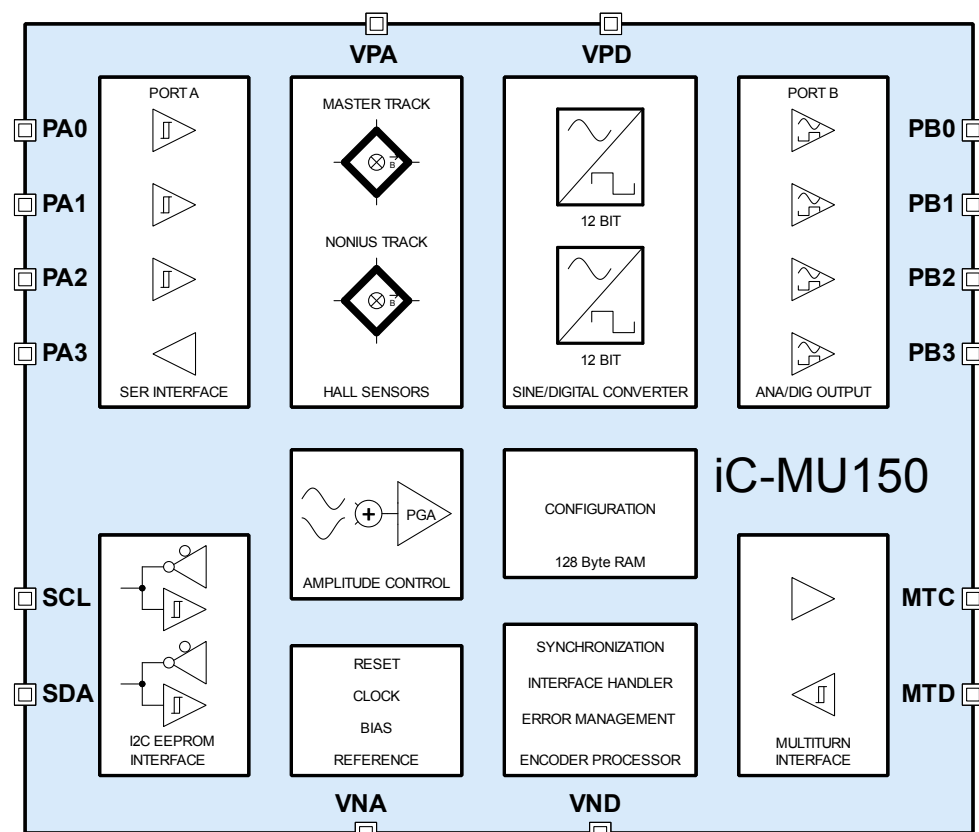 VPA
VPD
PA0
PA1
PA2
PA3
PORT A
SER INTERFACE
MASTER TRACK
B
NONIUS TRACK
B
HALL SENSORS
12 BIT
12 BIT
SINE/DIGITAL CONVERTER
PORT B
ANA/DIG OUTPUT
PB0
PB1
PB2
PB3
PGA
AMPLITUDE CONTROL
CONFIGURATION
128 Byte RAM
iC-MU150
SCL
SDA
I2C EEPROM
INTERFACE
RESET
CLOCK
BIAS
REFERENCE
SYNCHRONIZATION
INTERFACE HANDLER
ERROR MANAGEMENT
ENCODER PROCESSOR
MULTITURN
INTERFACE
MTC
MTD
VNA
VND